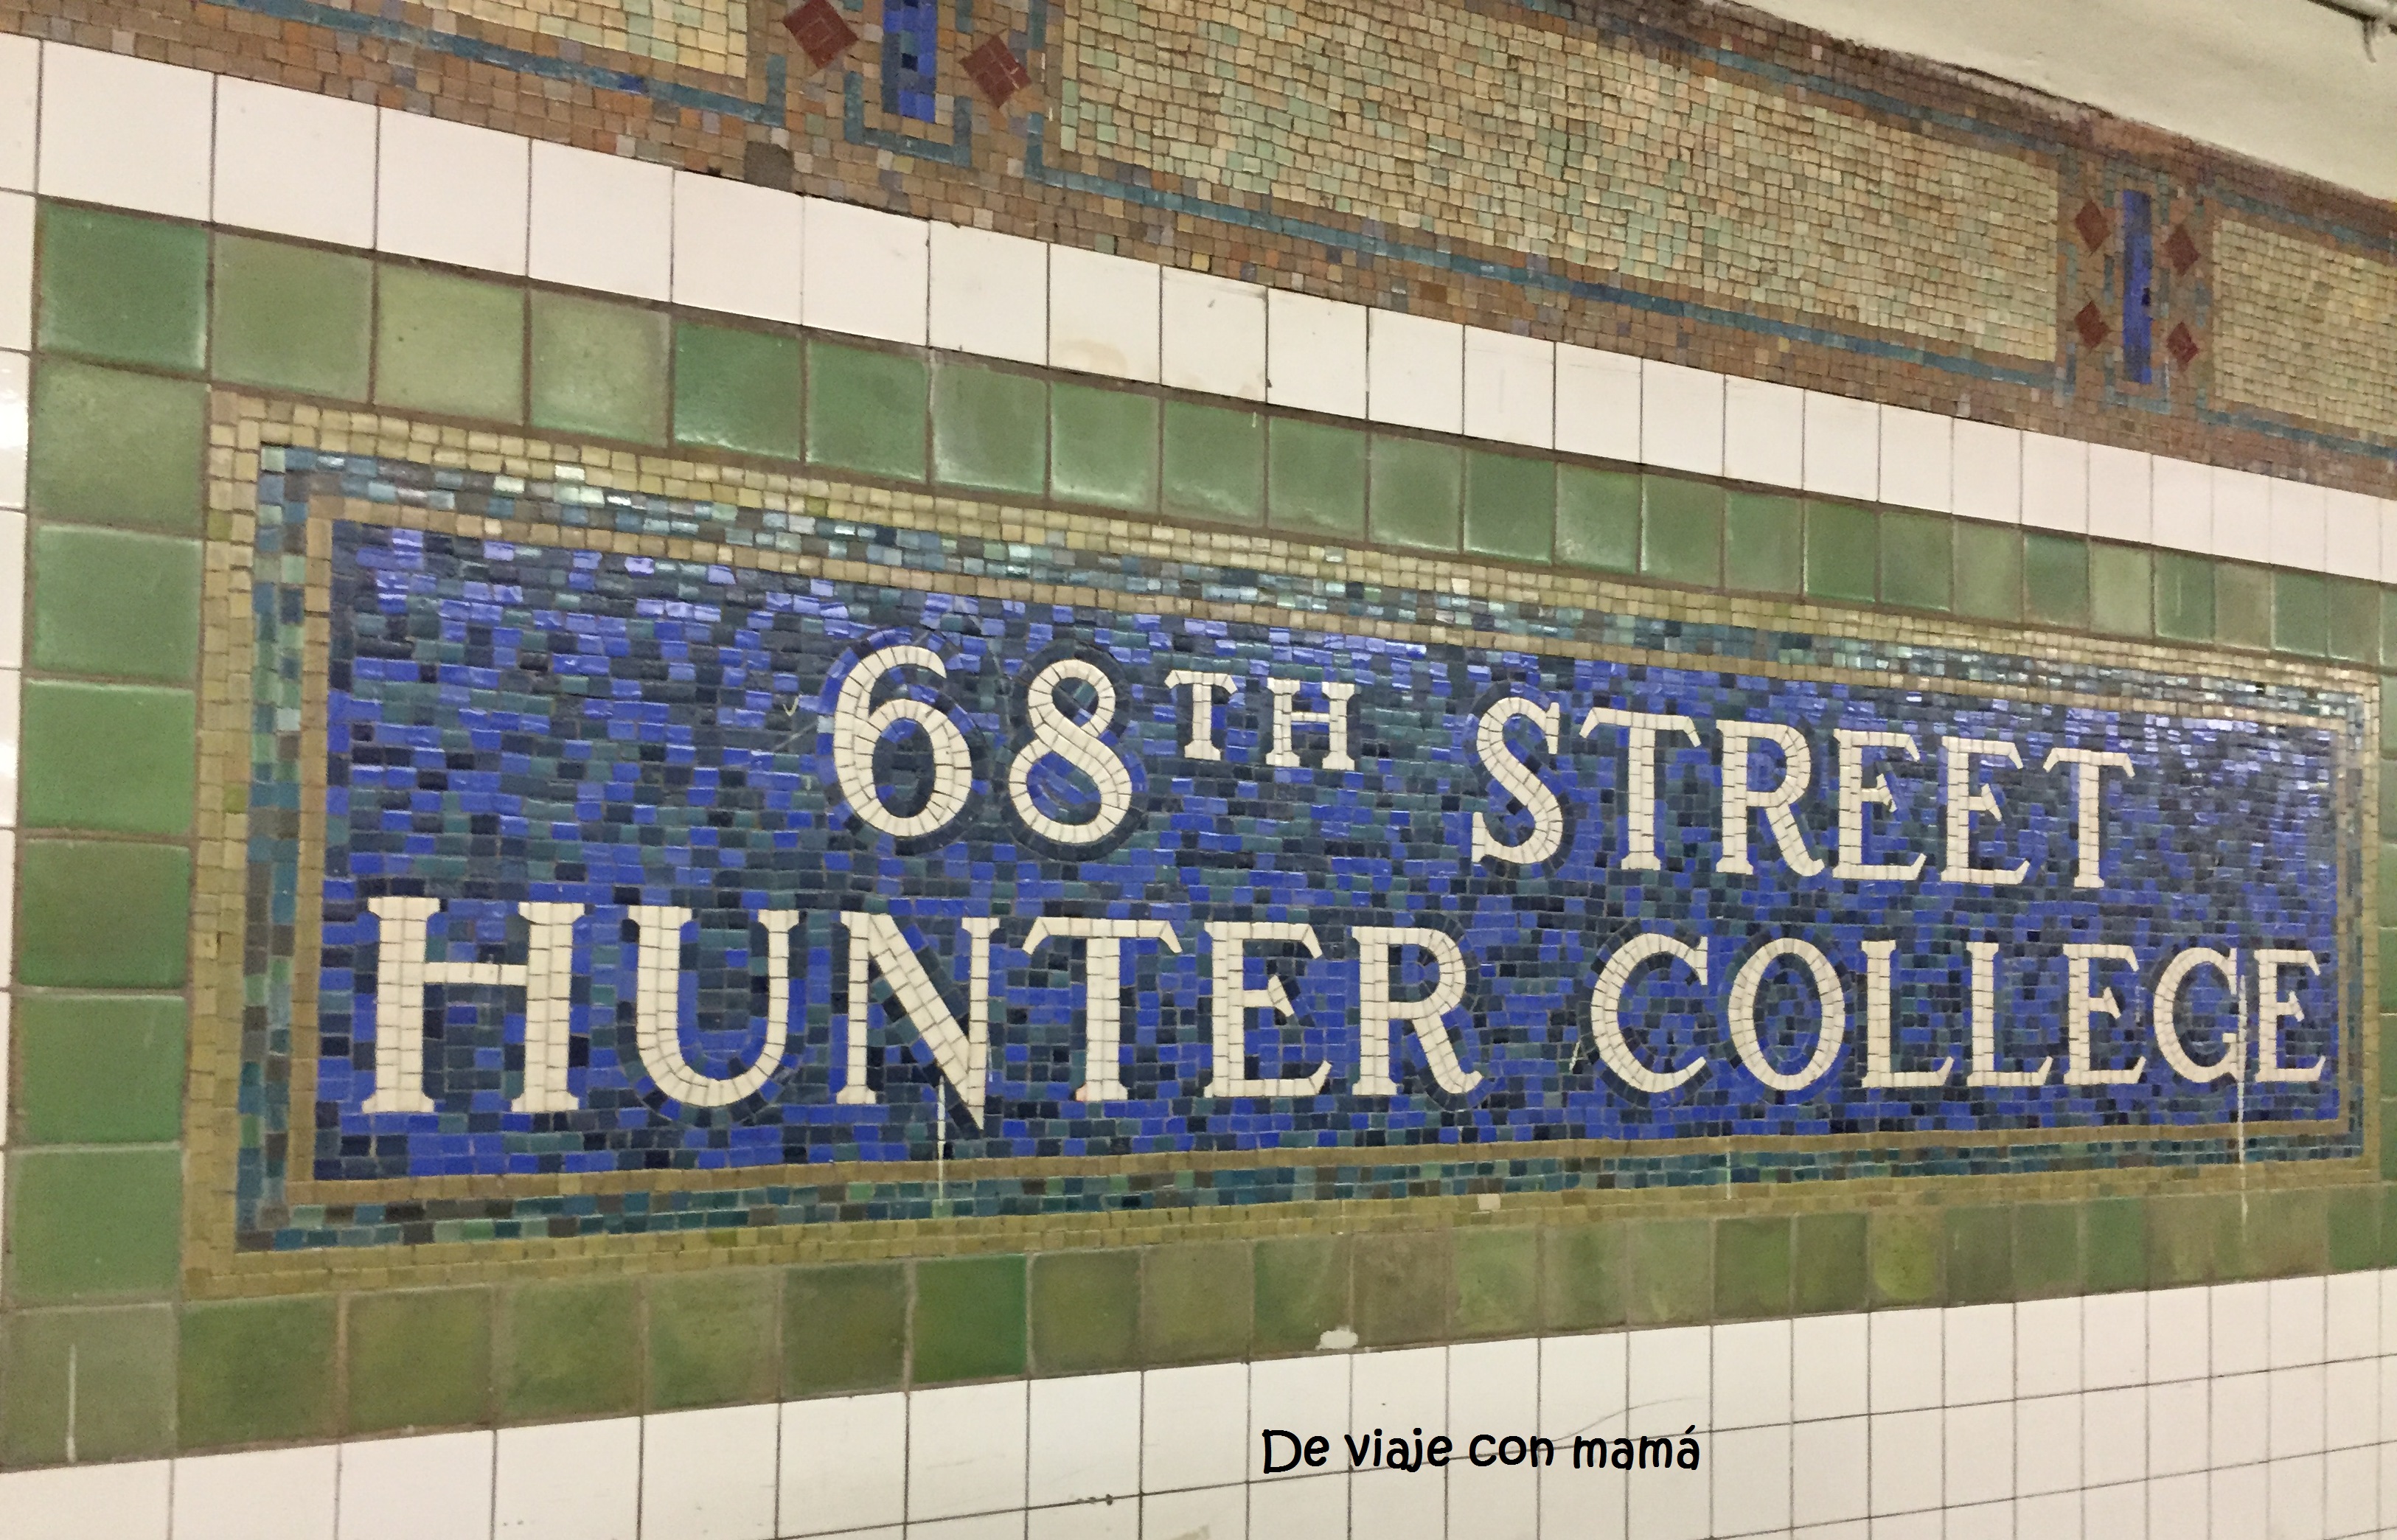 68TH STREET
HUNTER COLLEGE
De viaje con mamá